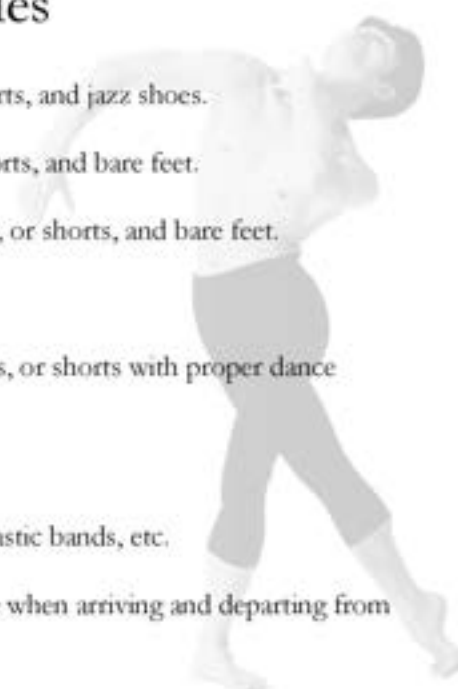 les
rts, and jazz shoes.
orts, and bare feet.
, or shorts, and bare feet.
s, or shorts with proper dance
astic bands, etc.
when arriving and departing from